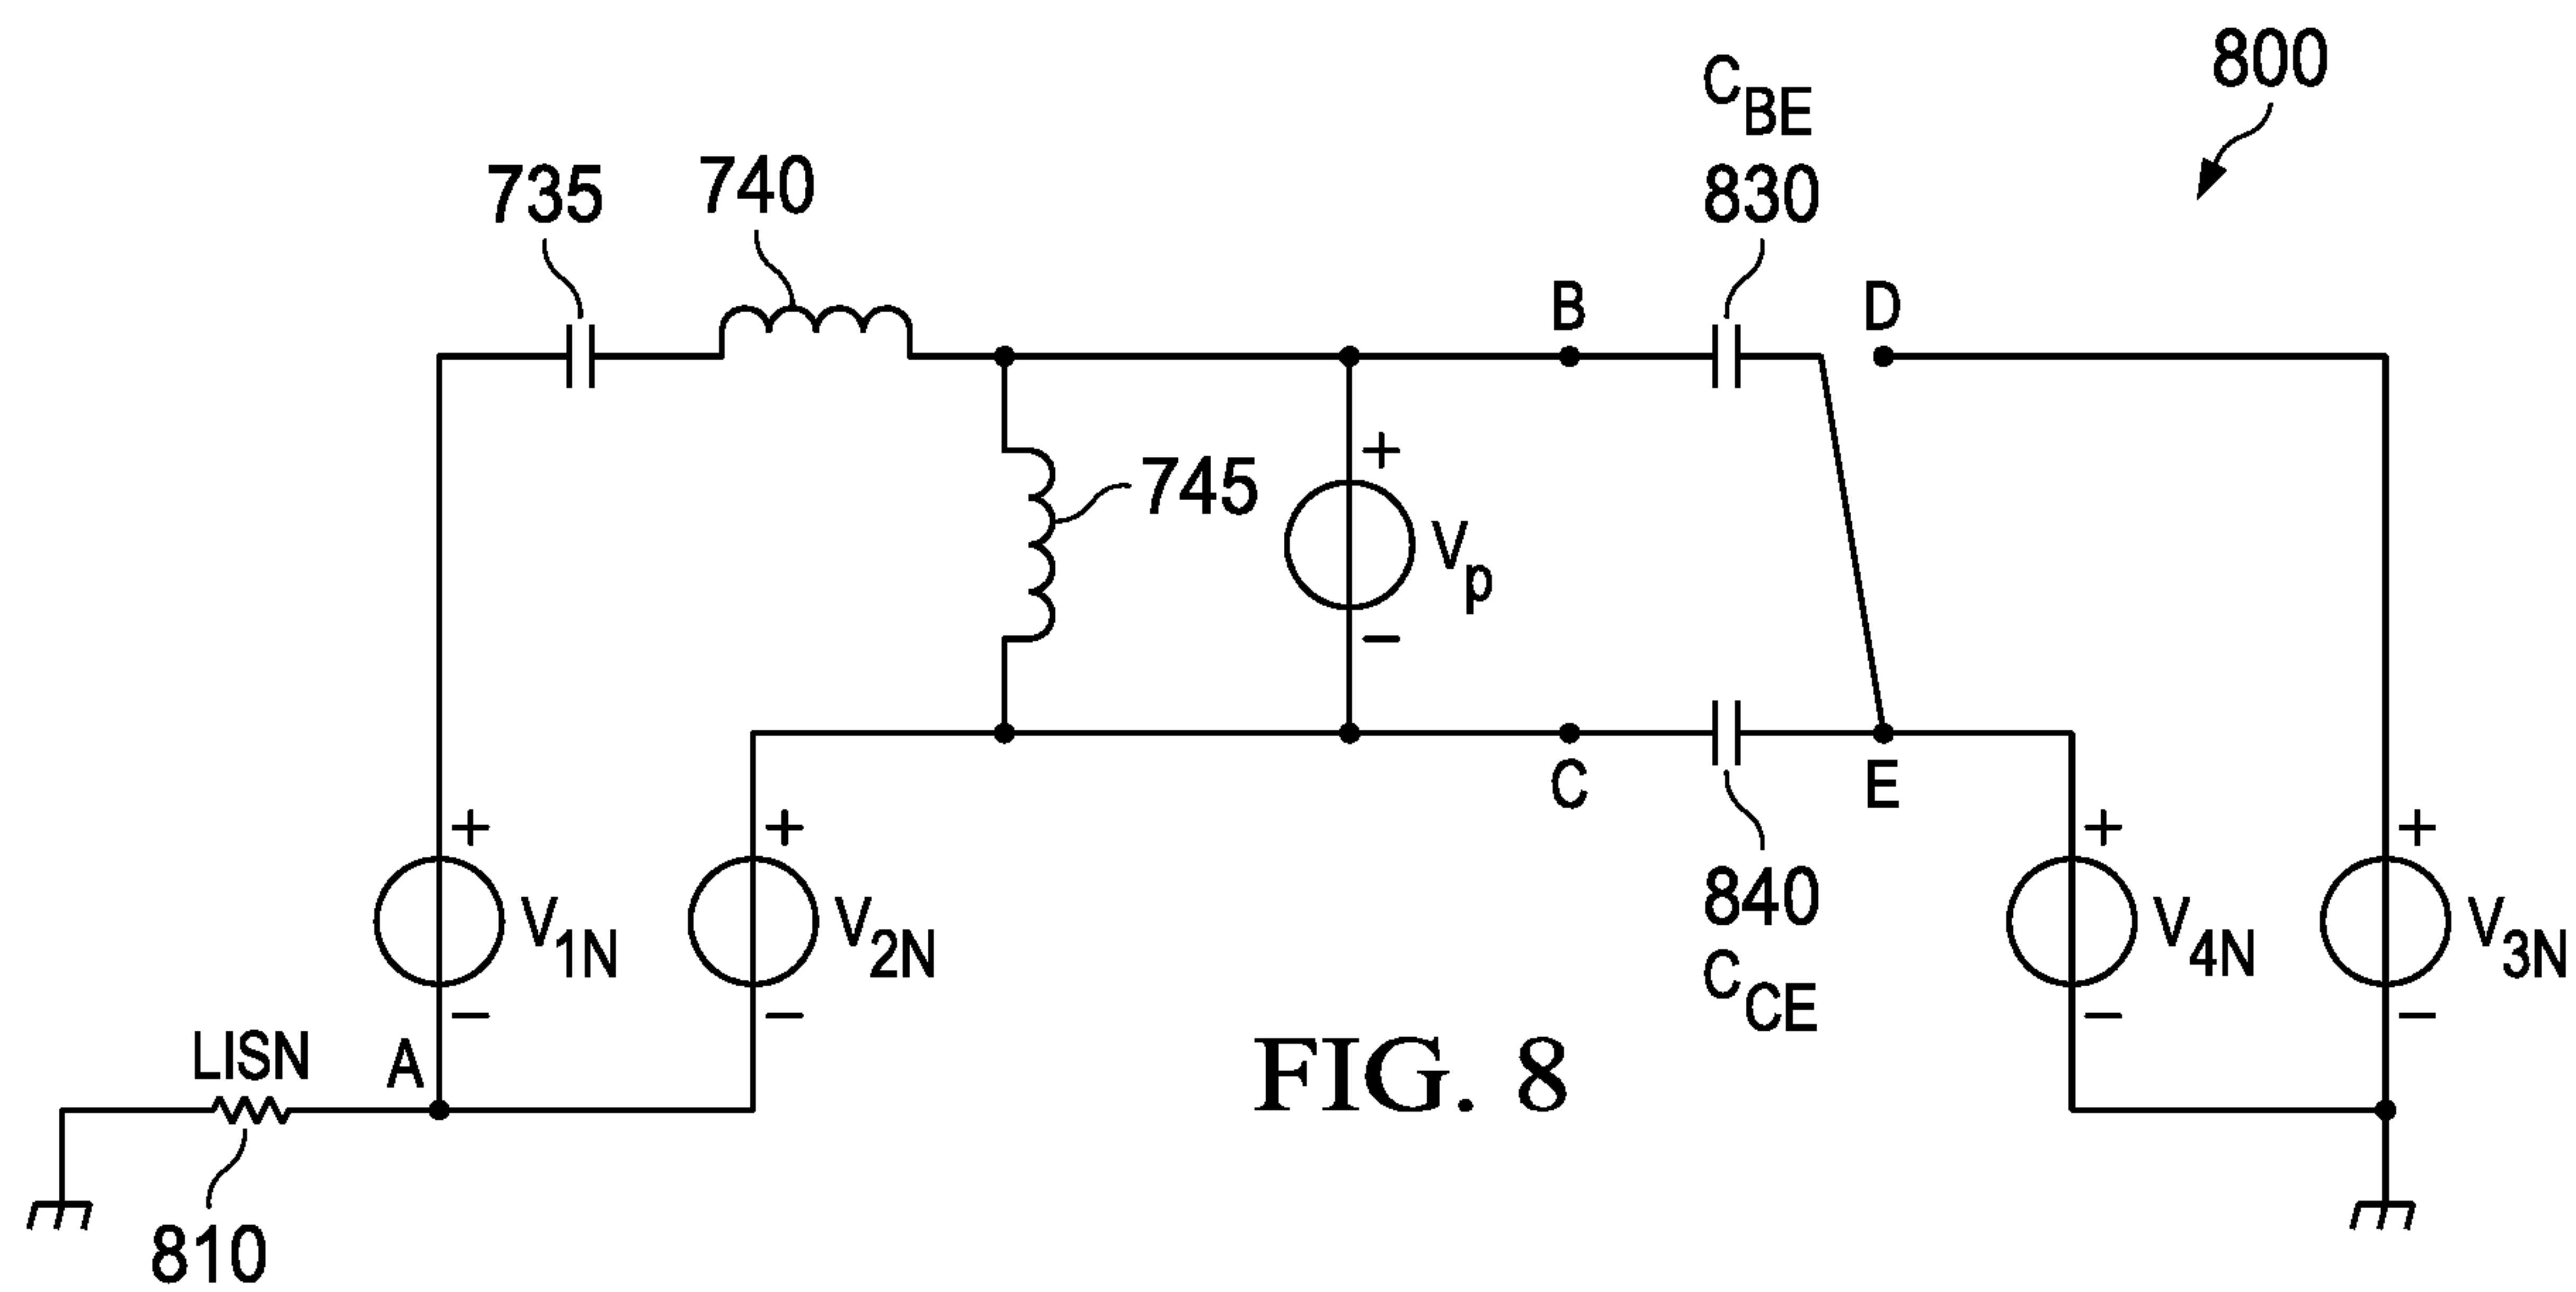 800
C_BE
830
735
740
B
D
745
+
V_p
−
C
E
840
C_CE
+
V_1N
−
+
V_2N
−
+
V_4N
−
+
V_3N
−
LISN
A
810
FIG. 8